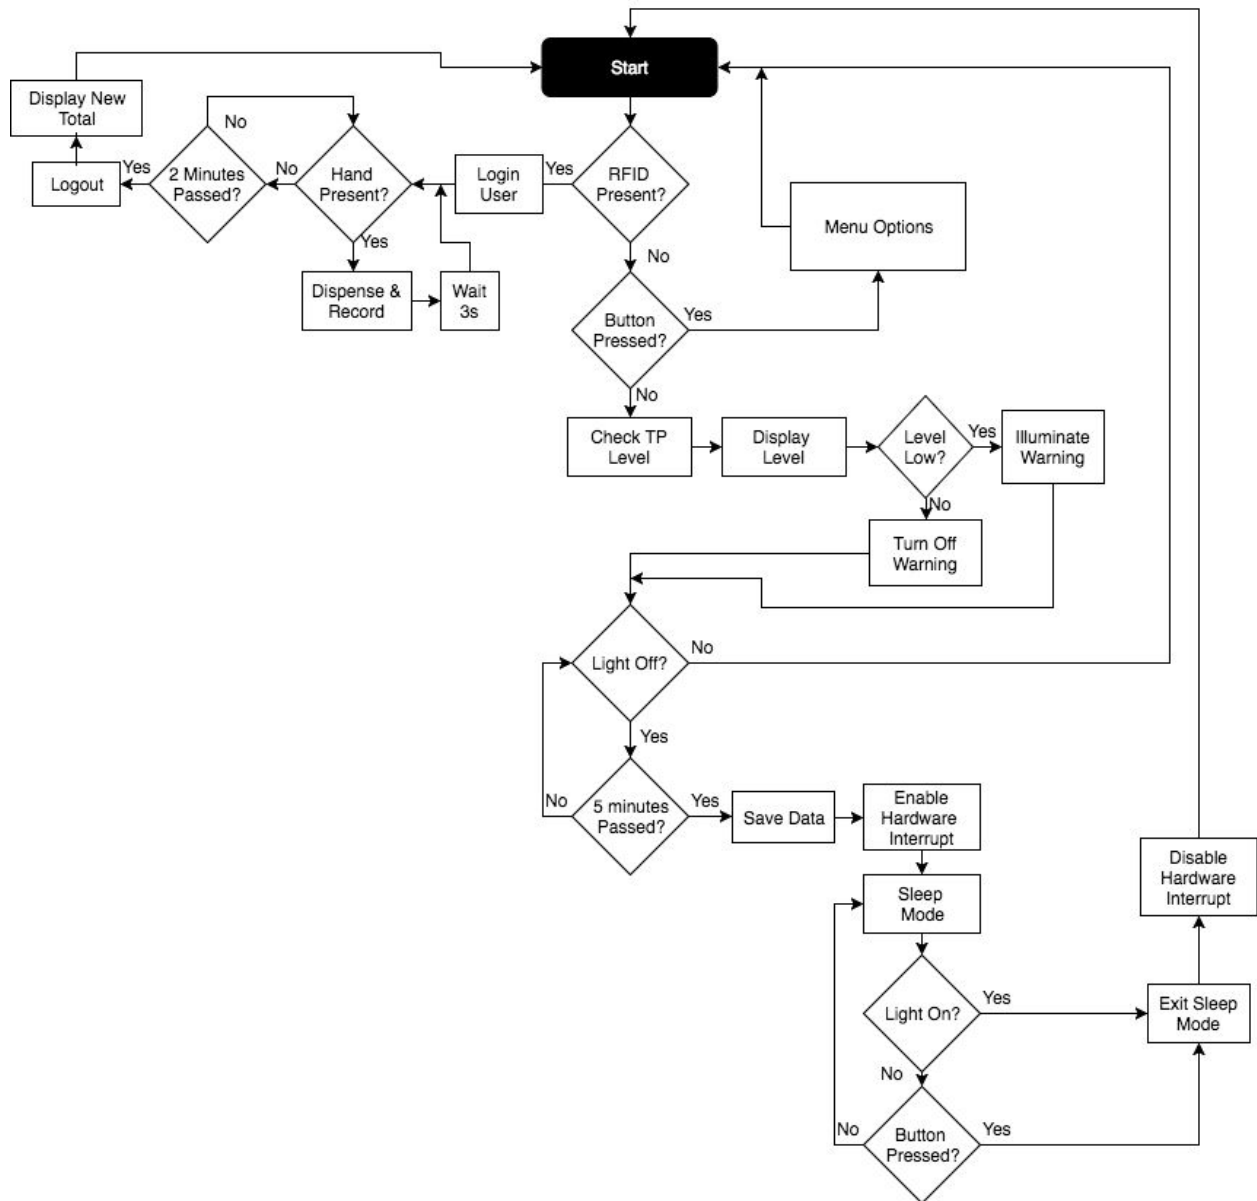 Start
Display New
Total
No
2 Minutes
Passed?
Yes
Logout
No
Hand
Present?
Yes
Login
User
Yes
RFID
Present?
No
Dispense &
Record
Wait
3s
Menu Options
Button
Pressed?
Yes
No
Check TP
Level
Display
Level
Level
Low?
Yes
Illuminate
Warning
No
Turn Off
Warning
Light Off?
No
Yes
5 minutes
Passed?
No
Yes
Save Data
Enable
Hardware
Interrupt
Disable
Hardware
Interrupt
Sleep
Mode
Light On?
Yes
Exit Sleep
Mode
No
Button
Pressed?
No
Yes